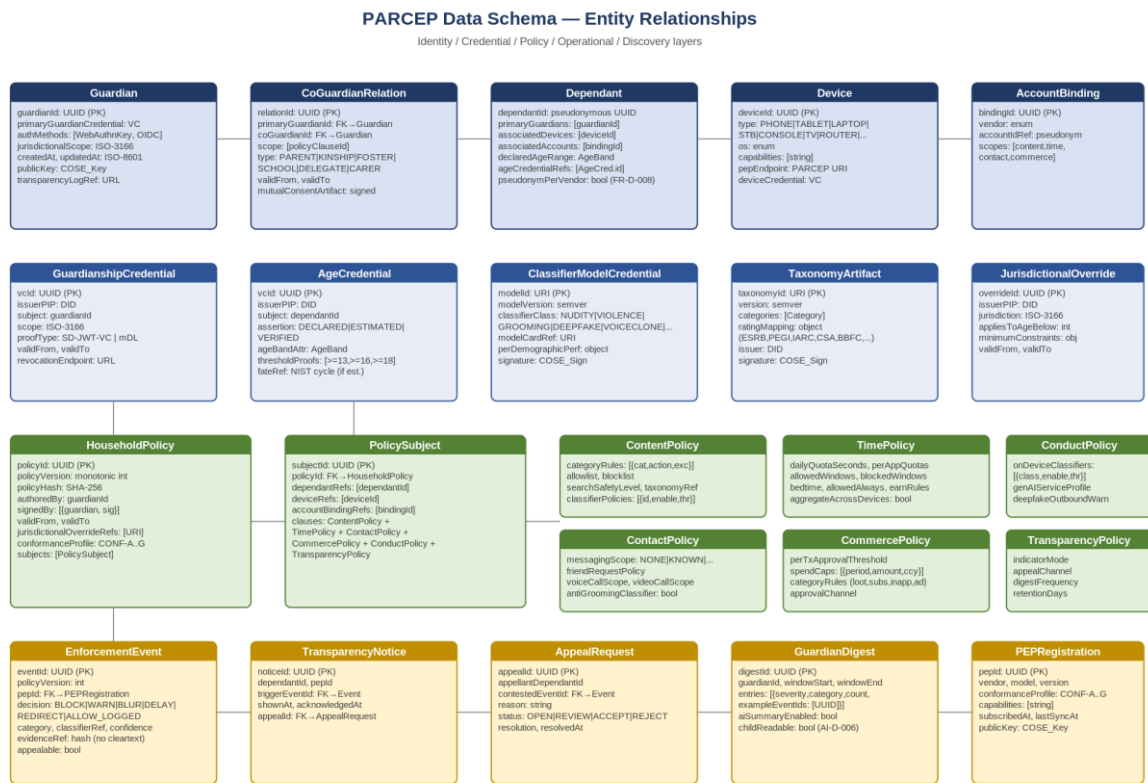 PARCEP Data Schema — Entity Relationships
Identity / Credential / Policy / Operational / Discovery layers
Guardian
guardianId: UUID (PK)
primaryGuardianCredential: VC
authMethods: [WebAuthnKey, OIDC]
jurisdictionalScope: ISO-3166
createdAt, updatedAt: ISO-8601
publicKey: COSE_Key
transparencyLogRef: URL
CoGuardianRelation
relationId: UUID (PK)
primaryGuardianId: FK→Guardian
coGuardianId: FK→Guardian
scope: [policyClauseId]
type: PARENT|KINSHIP|FOSTER|
SCHOOL|DELEGATE|CARER
validFrom, validTo
mutualConsentArtifact: signed
Dependant
dependantId: pseudonymous UUID
primaryGuardians: [guardianId]
associatedDevices: [deviceId]
associatedAccounts: [bindingId]
declaredAgeRange: AgeBand
ageCredentialRefs: [AgeCred.id]
pseudonymPerVendor: bool (FR-D-008)
Device
deviceId: UUID (PK)
type: PHONE|TABLET|LAPTOP|
STB|CONSOLE|TV|ROUTER|...
os: enum
capabilities: [string]
pepEndpoint: PARCEP URI
deviceCredential: VC
AccountBinding
bindingId: UUID (PK)
vendor: enum
accountIdRef: pseudonym
scopes: [content,time,
contact,commerce]
GuardianshipCredential
vcId: UUID (PK)
issuerPIP: DID
subject: guardianId
scope: ISO-3166
proofType: SD-JWT-VC | mDL
validFrom, validTo
revocationEndpoint: URL
AgeCredential
vcId: UUID (PK)
issuerPIP: DID
subject: dependantId
assertion: DECLARED|ESTIMATED|
VERIFIED
ageBandAttr: AgeBand
thresholdProofs: [>=13,>=16,>=18]
fateRef: NIST cycle (if est.)
ClassifierModelCredential
modelId: URI (PK)
modelVersion: semver
classifierClass: NUDITY|VIOLENCE|
GROOMING|DEEPFAKE|VOICECLONE|...
modelCardRef: URI
perDemographicPerf: object
signature: COSE_Sign
TaxonomyArtifact
taxonomyId: URI (PK)
version: semver
categories: [Category]
ratingMapping: object
(ESRB,PEGI,IARC,CSA,BBFC,...)
issuer: DID
signature: COSE_Sign
JurisdictionalOverride
overrideId: UUID (PK)
issuerPIP: DID
jurisdiction: ISO-3166
appliesToAgeBelow: int
minimumConstraints: obj
validFrom, validTo
HouseholdPolicy
policyId: UUID (PK)
policyVersion: monotonic int
policyHash: SHA-256
authoredBy: guardianId
signedBy: [{guardian, sig}]
validFrom, validTo
jurisdictionalOverrideRefs: [URI]
conformanceProfile: CONF-A..G
subjects: [PolicySubject]
PolicySubject
subjectId: UUID (PK)
policyId: FK→HouseholdPolicy
dependantRefs: [dependantId]
deviceRefs: [deviceId]
accountBindingRefs: [bindingId]
clauses: ContentPolicy +
TimePolicy + ContactPolicy +
CommercePolicy + ConductPolicy +
TransparencyPolicy
ContentPolicy
categoryRules: [{cat,action,exc}]
allowlist, blocklist
searchSafetyLevel, taxonomyRef
classifierPolicies: [{id,enable,thr}]
TimePolicy
dailyQuotaSeconds, perAppQuotas
allowedWindows, blockedWindows
bedtime, allowedAlways, earnRules
aggregateAcrossDevices: bool
ConductPolicy
onDeviceClassifiers:
[{class,enable,thr}]
genAIServiceProfile
deepfakeOutboundWarn
ContactPolicy
messagingScope: NONE|KNOWN|...
friendRequestPolicy
voiceCallScope, videoCallScope
antiGroomingClassifier: bool
CommercePolicy
perTxApprovalThreshold
spendCaps: [{period,amount,ccy}]
categoryRules (loot,subs,inapp,ad)
approvalChannel
TransparencyPolicy
indicatorMode
appealChannel
digestFrequency
retentionDays
EnforcementEvent
eventId: UUID (PK)
policyVersion: int
pepId: FK→PEPRegistration
decision: BLOCK|WARN|BLUR|DELAY|
REDIRECT|ALLOW_LOGGED
category, classifierRef, confidence
evidenceRef: hash (no cleartext)
appealable: bool
TransparencyNotice
noticeId: UUID (PK)
dependantId, pepId
triggerEventId: FK→Event
shownAt, acknowledgedAt
appealId: FK→AppealRequest
AppealRequest
appealId: UUID (PK)
appellantDependantId
contestedEventId: FK→Event
reason: string
status: OPEN|REVIEW|ACCEPT|REJECT
resolution, resolvedAt
GuardianDigest
digestId: UUID (PK)
guardianId, windowStart, windowEnd
entries: [{severity,category,count,
exampleEventIds: [UUID]}]
aiSummaryEnabled: bool
childReadable: bool (AI-D-006)
PEPRegistration
pepId: UUID (PK)
vendor, model, version
conformanceProfile: CONF-A..G
capabilities: [string]
subscribedAt, lastSyncAt
publicKey: COSE_Key